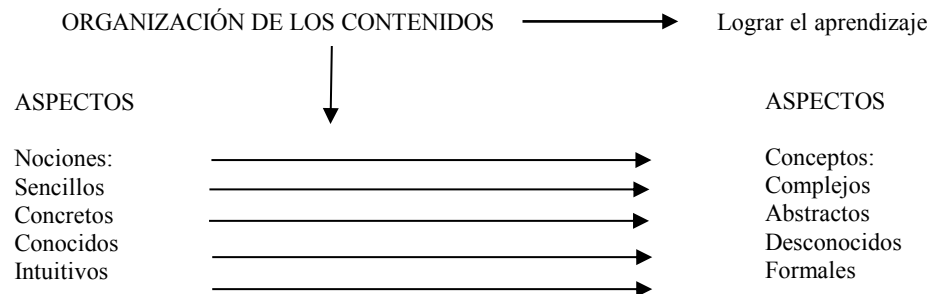 ORGANIZACIÓN DE LOS CONTENIDOS Lograr el aprendizaje
ASPECTOS ASPECTOS
Nociones: Conceptos:
Sencillos Complejos
Concretos Abstractos
Conocidos Desconocidos
Intuitivos Formales